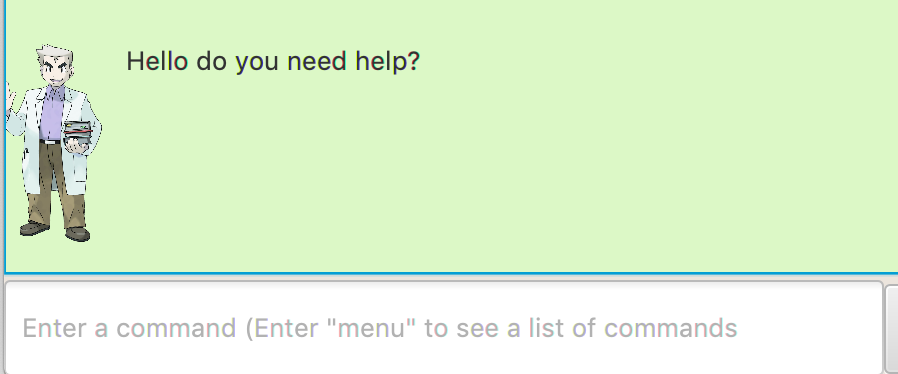 Hello do you need help?
Enter a command (Enter "menu" to see a list of commands